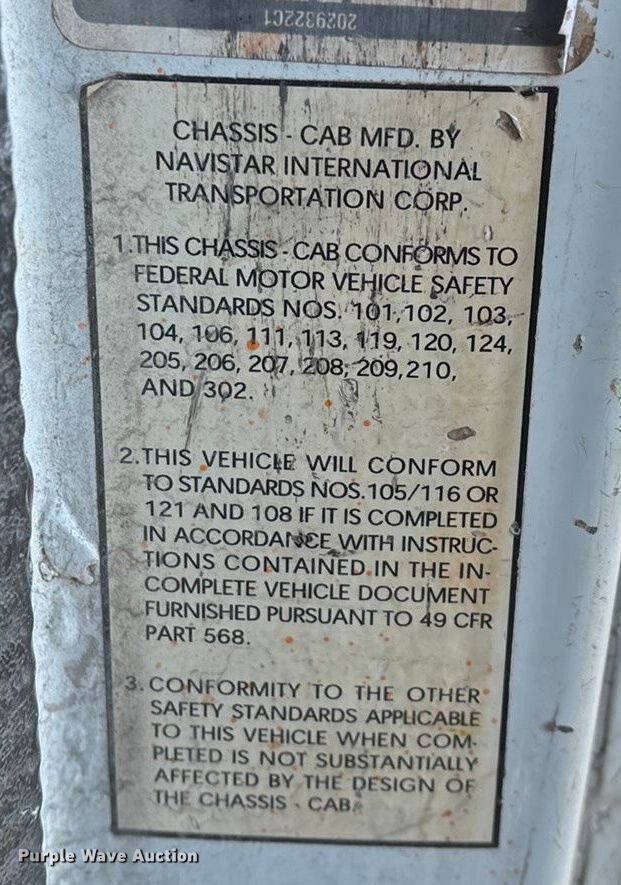 2029322C1
CHASSIS - CAB MFD. BY
NAVISTAR INTERNATIONAL
TRANSPORTATION CORP.
1. THIS CHASSIS - CAB CONFORMS TO
FEDERAL MOTOR VEHICLE SAFETY
STANDARDS NOS. 101, 102, 103,
104, 106, 111, 113, 119, 120, 124,
205, 206, 207, 208, 209, 210,
AND 302.
2. THIS VEHICLE WILL CONFORM
TO STANDARDS NOS. 105/116 OR
121 AND 108 IF IT IS COMPLETED
IN ACCORDANCE WITH INSTRUC-
TIONS CONTAINED IN THE IN-
COMPLETE VEHICLE DOCUMENT
FURNISHED PURSUANT TO 49 CFR
PART 568.
3. CONFORMITY TO THE OTHER
SAFETY STANDARDS APPLICABLE
TO THIS VEHICLE WHEN COM-
PLETED IS NOT SUBSTANTIALLY
AFFECTED BY THE DESIGN OF
THE CHASSIS - CAB.
Purple Wave Auction